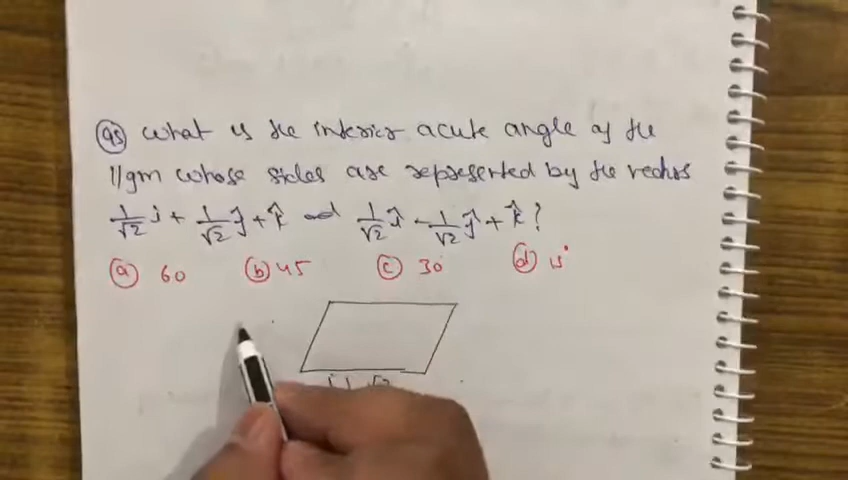 Q5 what is the interior acute angle of the
11gm whose sides are represented by the vectors
1/√2 i + 1/√2 ĵ + k̂ and 1/√2 î - 1/√2 ĵ + k̂ ?
(a) 60 (b) 45 (c) 30 (d) 15°